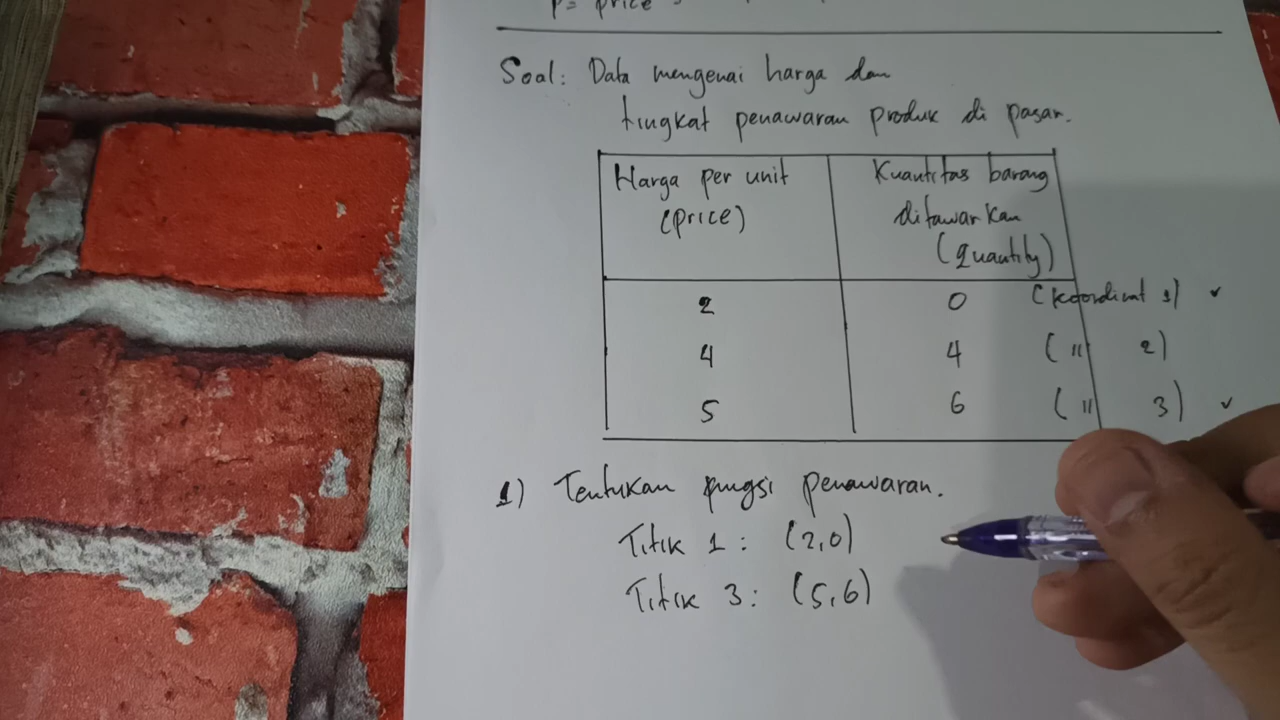 P = price
Soal: Data mengenai harga dan
tingkat penawaran produk di pasar.
Harga per unit
(price)
Kuantitas barang
ditawarkan
(quantity)
2 0 (koordinat 1) ✓
4 4 ( " 2)
5 6 ( " 3) ✓
1) Tentukan pungsi penawaran.
Titik 1 : (2,0)
Titik 3 : (5,6)